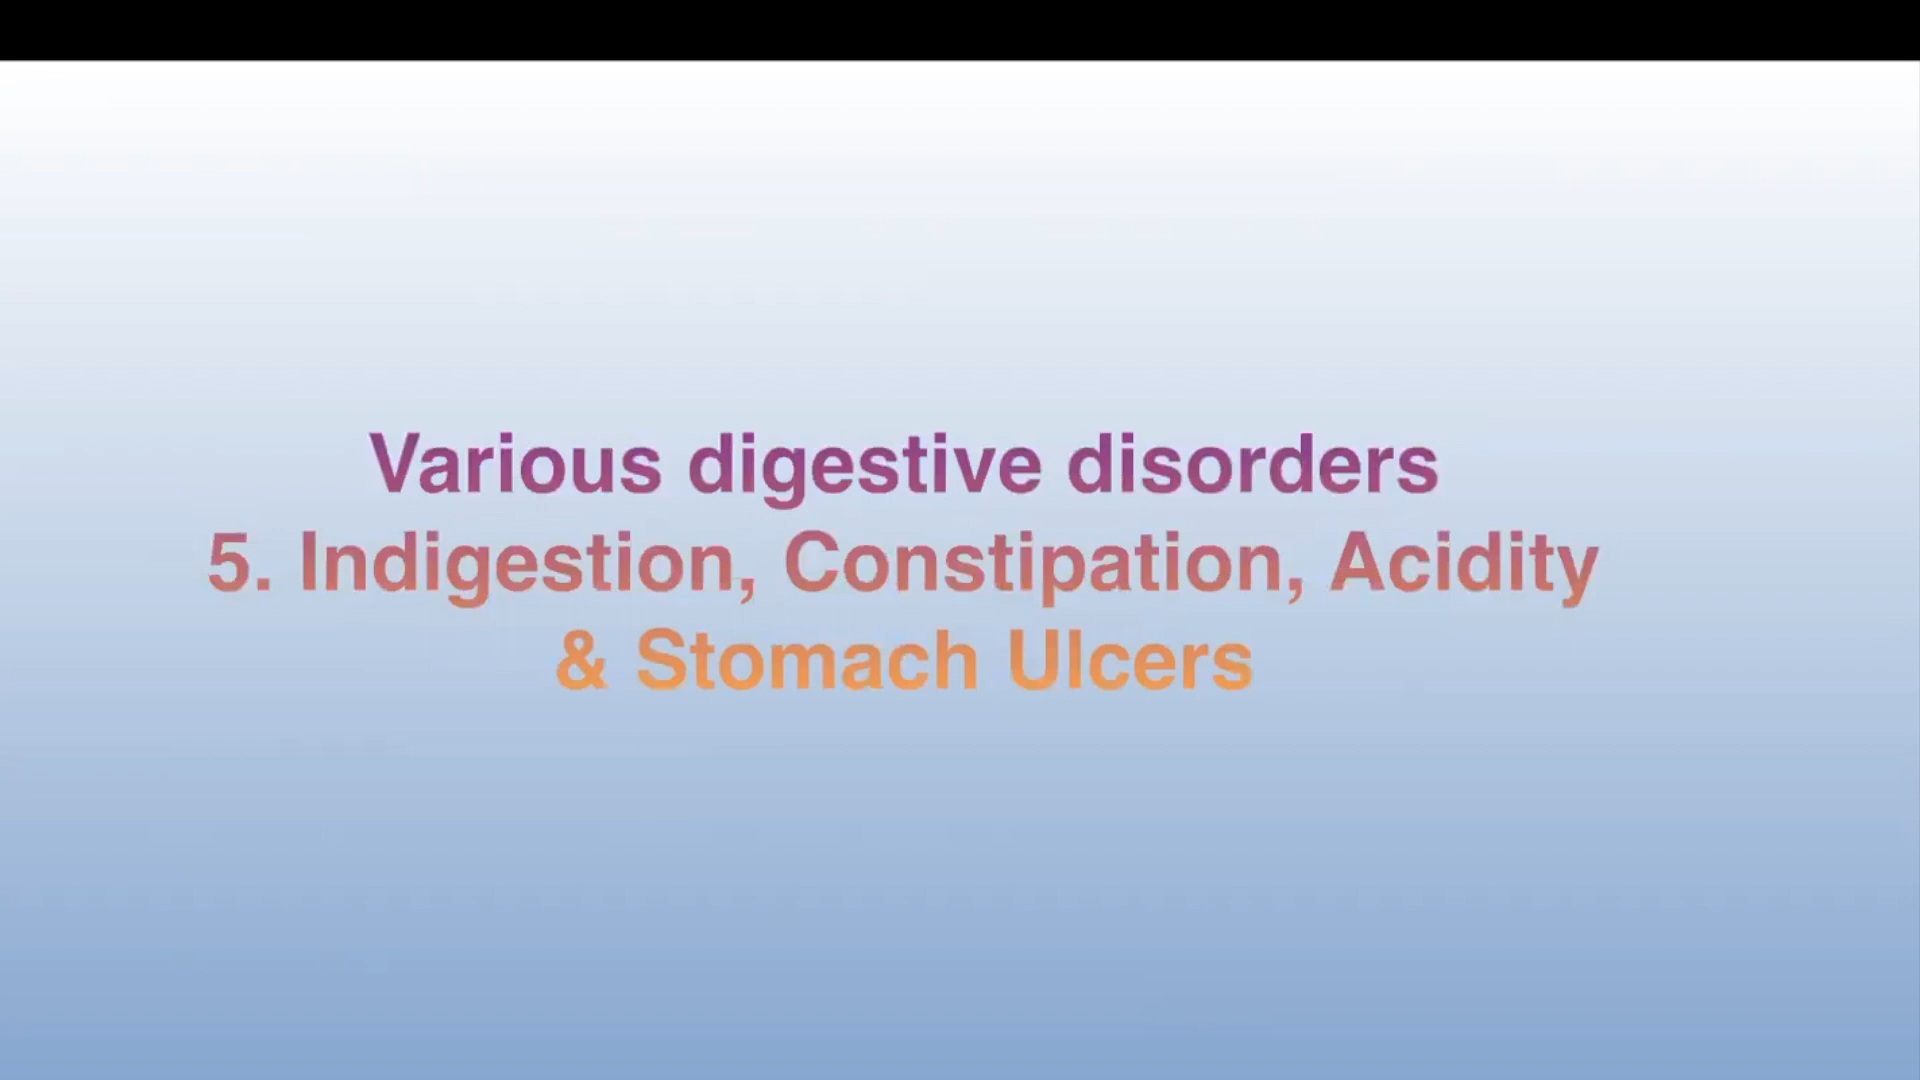 Various digestive disorders
5. Indigestion, Constipation, Acidity
& Stomach Ulcers